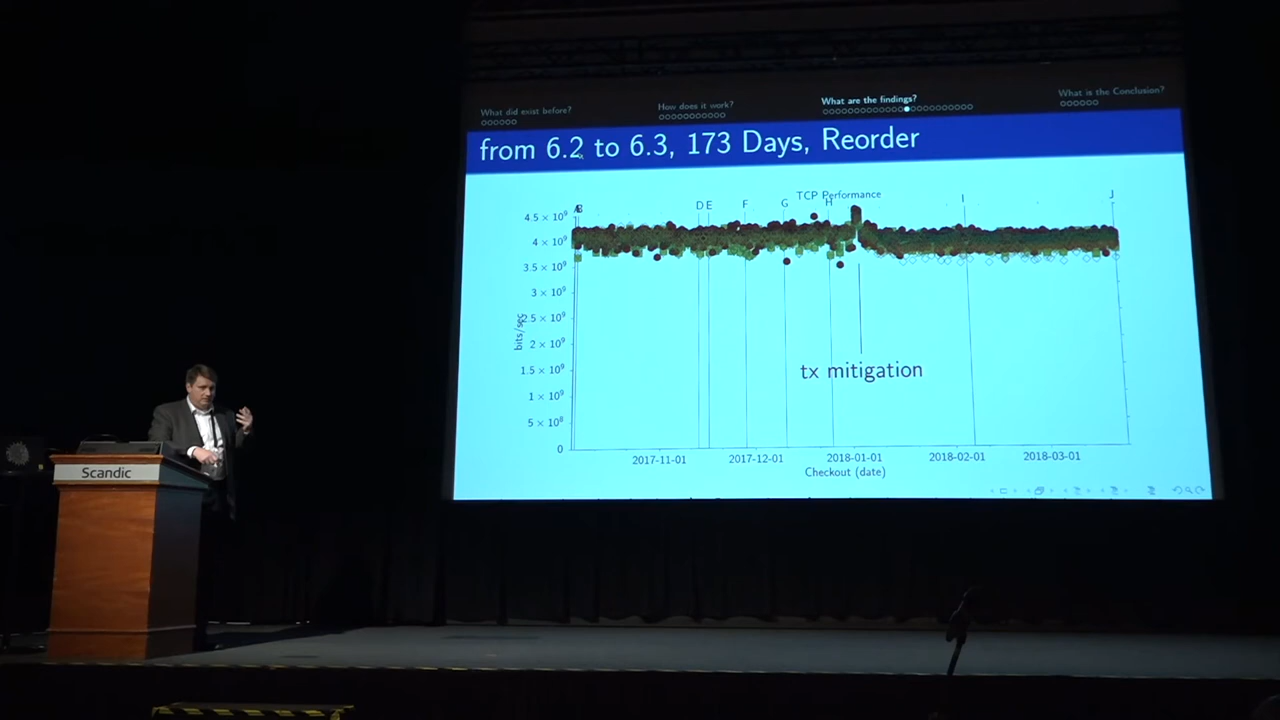 What did exist before?
How does it work?
What are the findings?
What is the Conclusion?
from 6.2 to 6.3, 173 Days, Reorder
TCP Performance
D E F G H I J
4.5 × 10⁹
4 × 10⁹
3.5 × 10⁹
3 × 10⁹
2.5 × 10⁹
2 × 10⁹
1.5 × 10⁹
1 × 10⁹
5 × 10⁸
0
bits/sec
tx mitigation
2017-11-01 2017-12-01 2018-01-01 2018-02-01 2018-03-01
Checkout (date)
Scandic